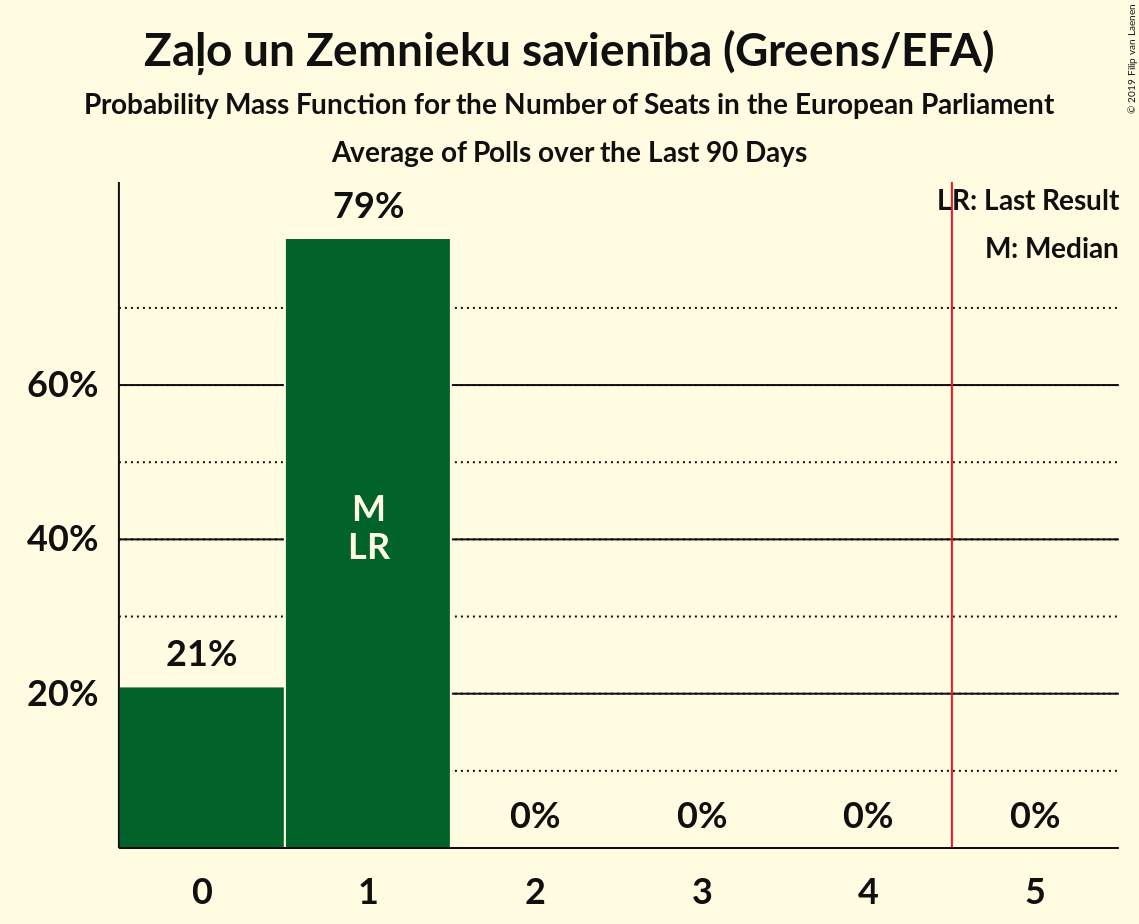 Zaļo un Zemnieku savienība (Greens/EFA)
Probability Mass Function for the Number of Seats in the European Parliament
Average of Polls over the Last 90 Days
© 2019 Filip van Laenen
LR: Last Result
M: Median
79%
60%
M
LR
40%
21%
20%
0%
0%
0%
0%
0
1
2
3
4
5